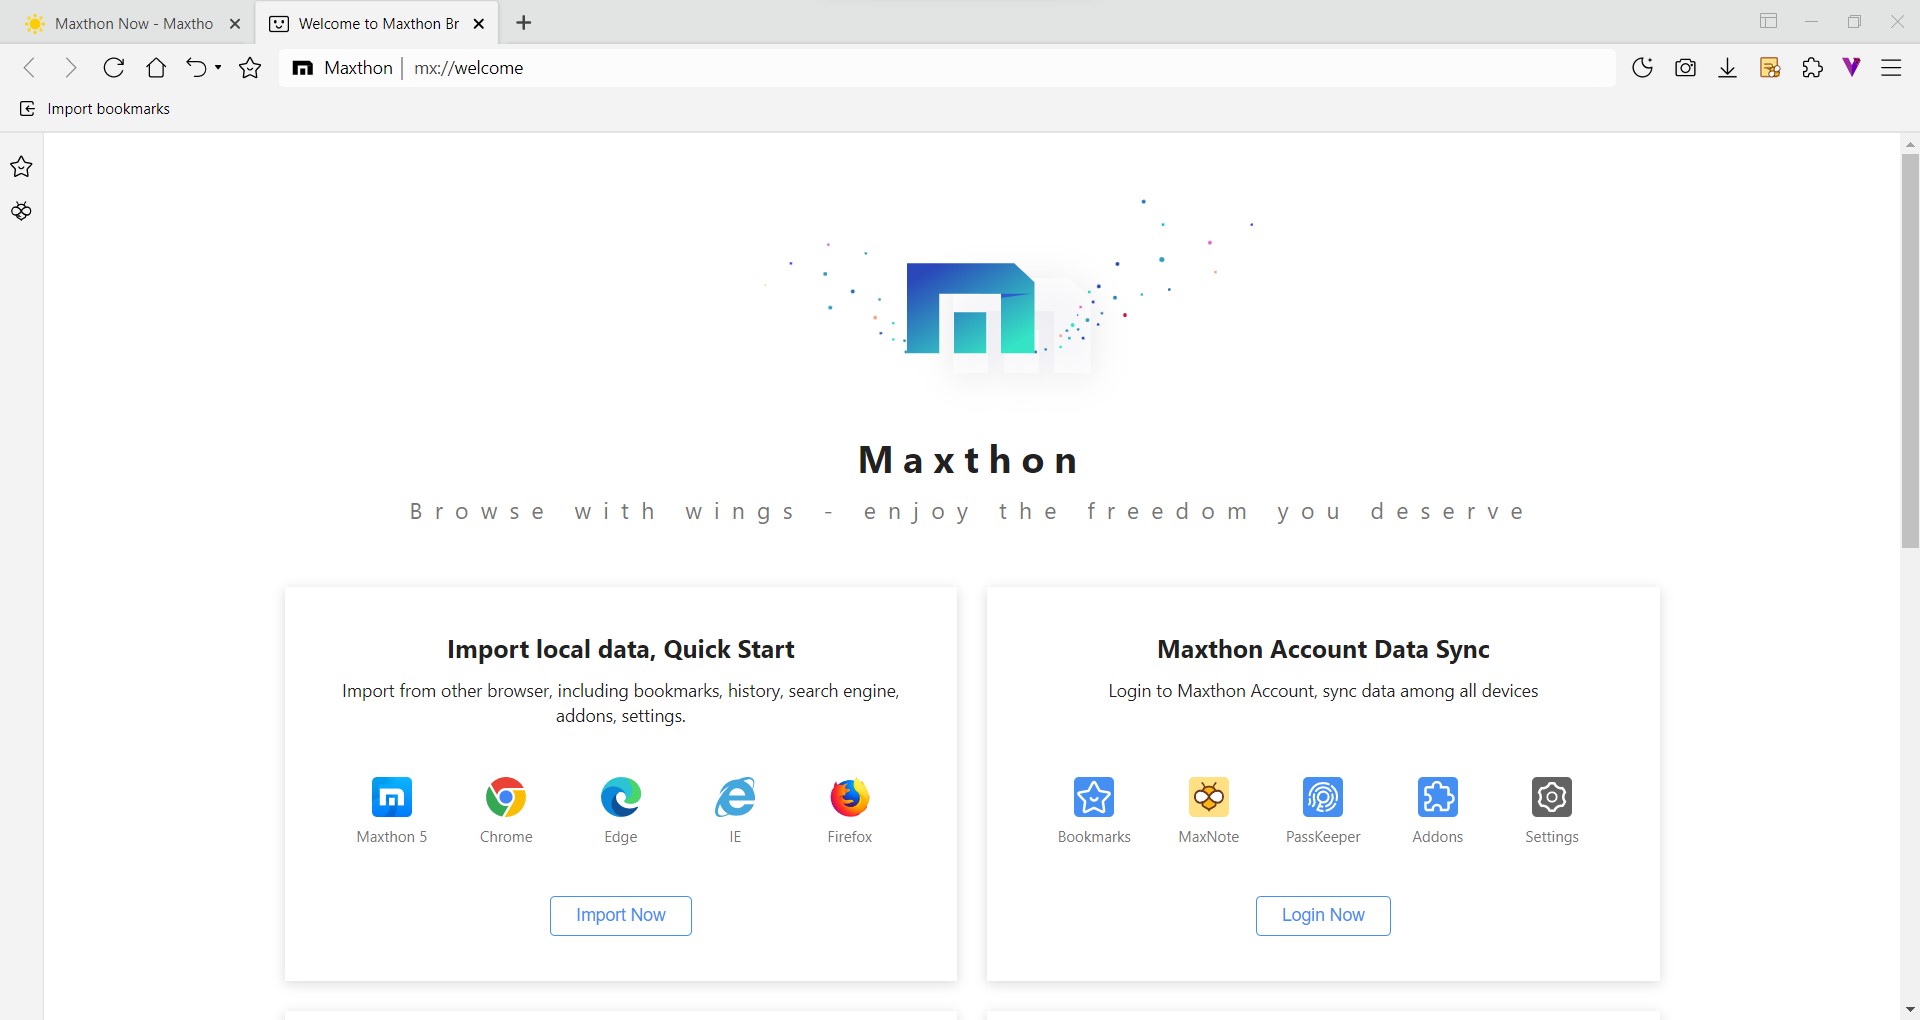 Maxthon Now - Maxtho
Welcome to Maxthon Br
Maxthon | mx://welcome
Import bookmarks
Maxthon
Browse with wings - enjoy the freedom you deserve
Import local data, Quick Start
Import from other browser, including bookmarks, history, search engine,
addons, settings.
Maxthon 5 Chrome Edge IE Firefox
Import Now
Maxthon Account Data Sync
Login to Maxthon Account, sync data among all devices
Bookmarks MaxNote PassKeeper Addons Settings
Login Now